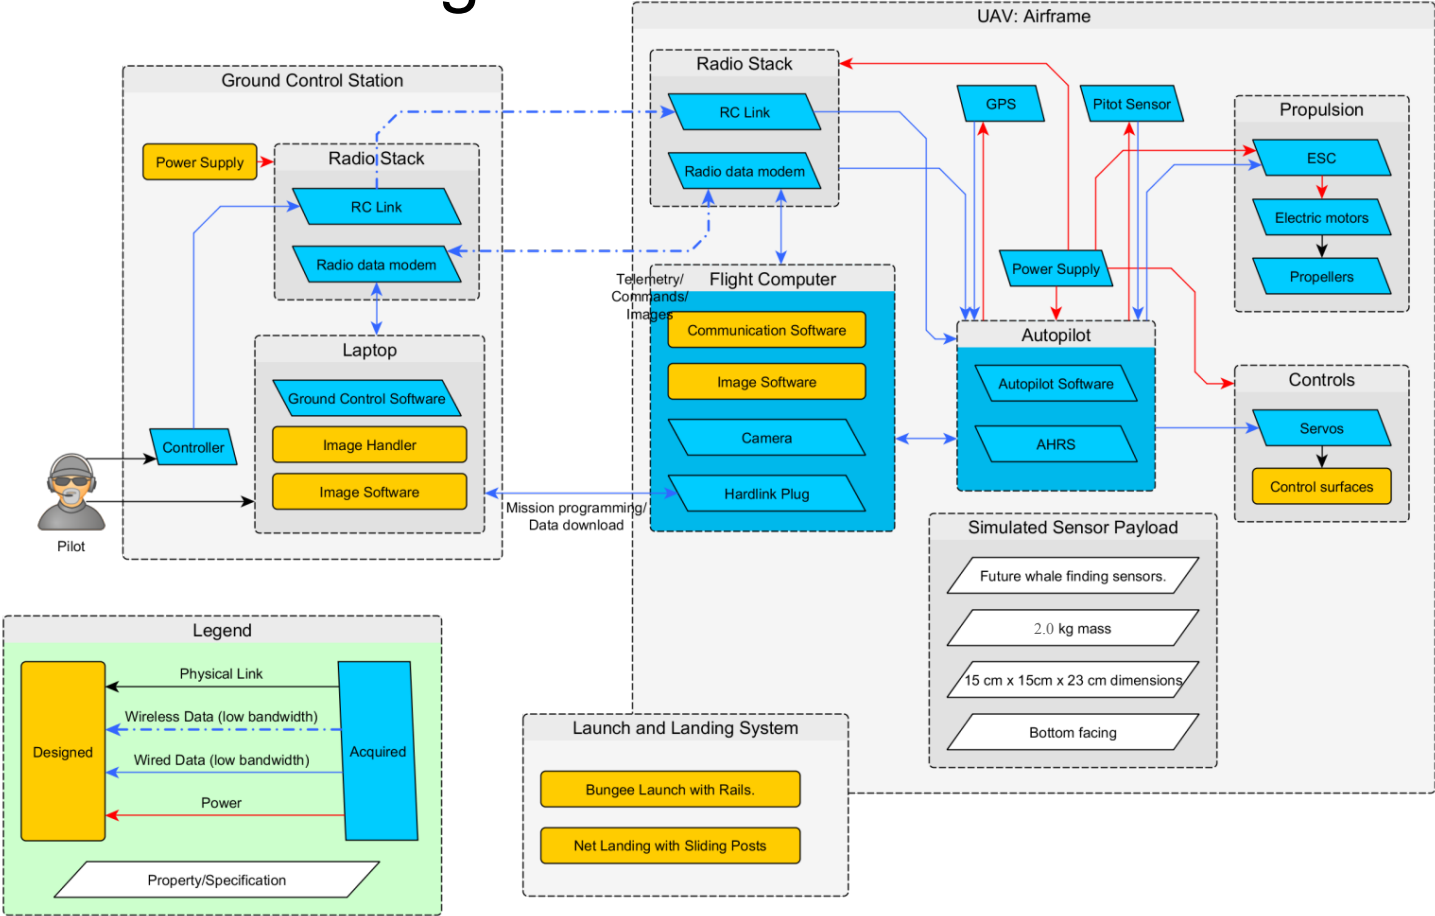 UAV: Airframe
Ground Control Station
Power Supply
Radio Stack
RC Link
Radio data modem
Laptop
Ground Control Software
Image Handler
Image Software
Controller
Pilot
Telemetry/
Commands/
Images
Mission programming/
Data download
Radio Stack
RC Link
Radio data modem
Flight Computer
Communication Software
Image Software
Camera
Hardlink Plug
GPS
Pitot Sensor
Power Supply
Autopilot
Autopilot Software
AHRS
Propulsion
ESC
Electric motors
Propellers
Controls
Servos
Control surfaces
Simulated Sensor Payload
Future whale finding sensors.
2.0 kg mass
15 cm x 15cm x 23 cm dimensions
Bottom facing
Launch and Landing System
Bungee Launch with Rails.
Net Landing with Sliding Posts
Legend
Designed
Physical Link
Wireless Data (low bandwidth)
Wired Data (low bandwidth)
Power
Acquired
Property/Specification